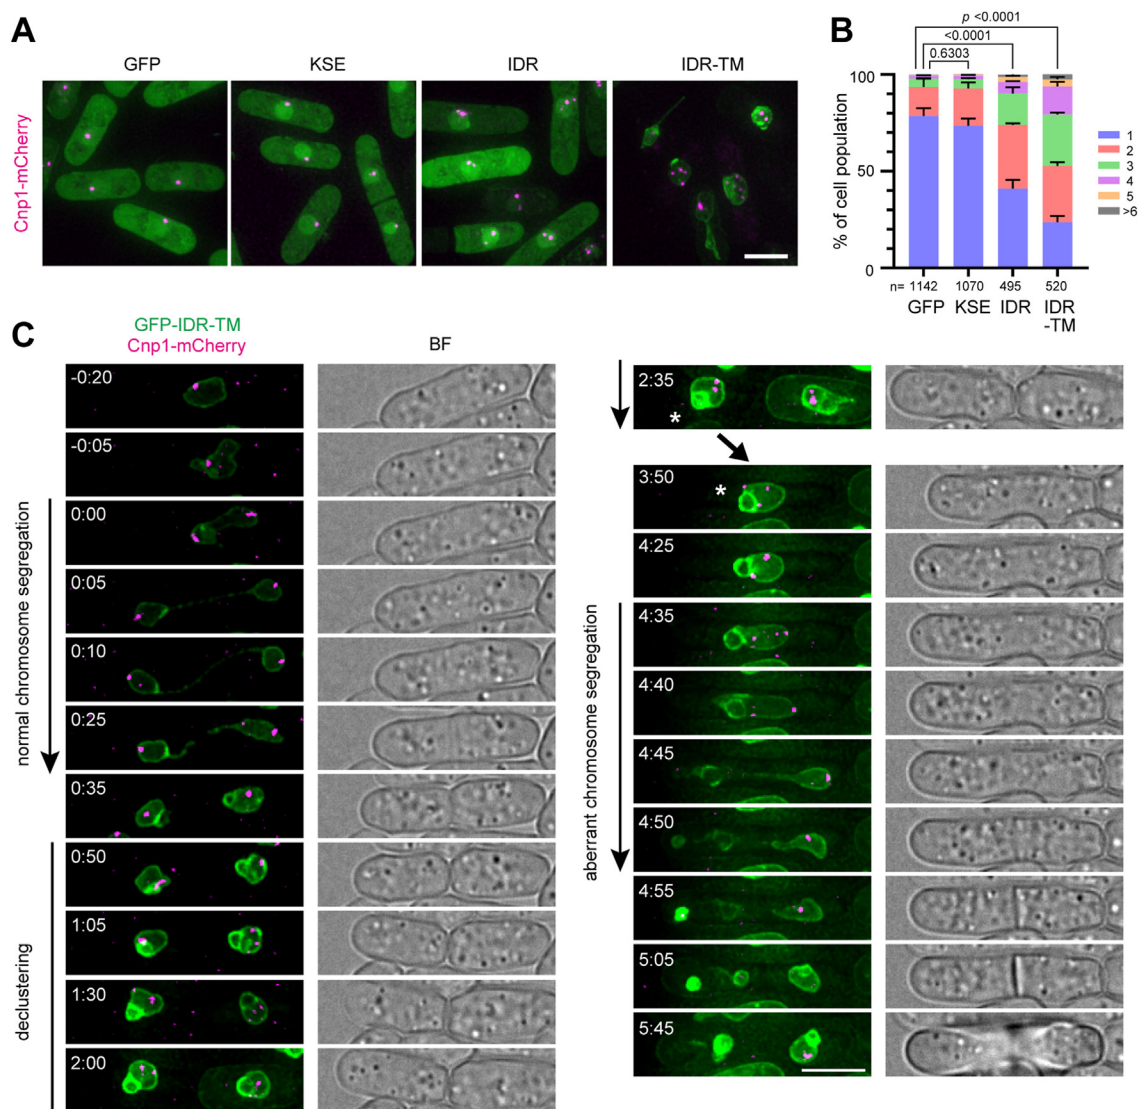 A
GFP
KSE
IDR
IDR-TM
Cnp1-mCherry
B
p <0.0001
<0.0001
0.6303
100
50
0
% of cell population
1
2
3
4
5
>6
n= 1142 1070 495 520
GFP KSE IDR IDR
-TM
C
GFP-IDR-TM
Cnp1-mCherry
BF
-0:20
-0:05
0:00
0:05
0:10
0:25
0:35
0:50
1:05
1:30
2:00
normal chromosome segregation
declustering
2:35
*
3:50
*
4:25
4:35
4:40
4:45
4:50
4:55
5:05
5:45
aberrant chromosome segregation